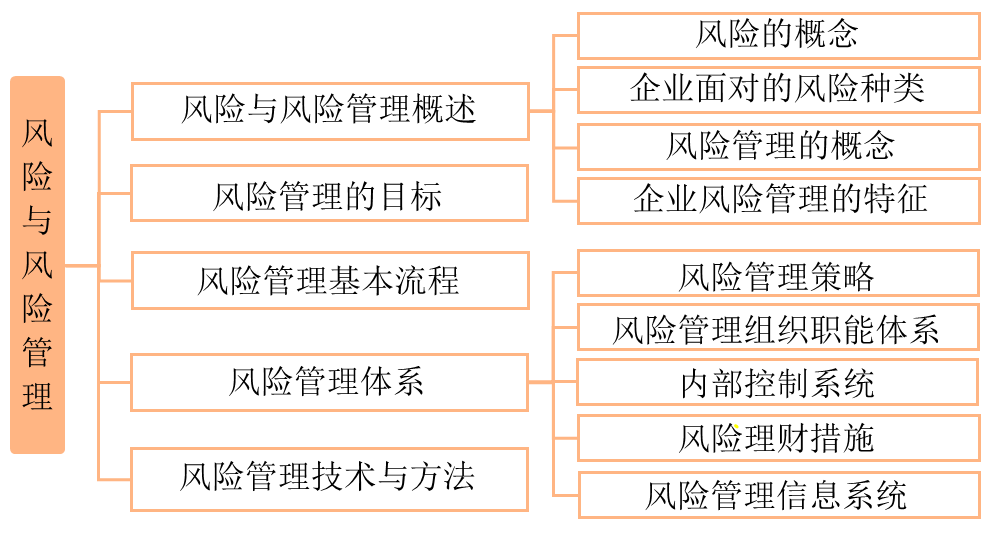 风险与风险管理
风险与风险管理概述
风险的概念
企业面对的风险种类
风险管理的概念
企业风险管理的特征
风险管理的目标
风险管理基本流程
风险管理体系
风险管理策略
风险管理组织职能体系
内部控制系统
风险理财措施
风险管理信息系统
风险管理技术与方法